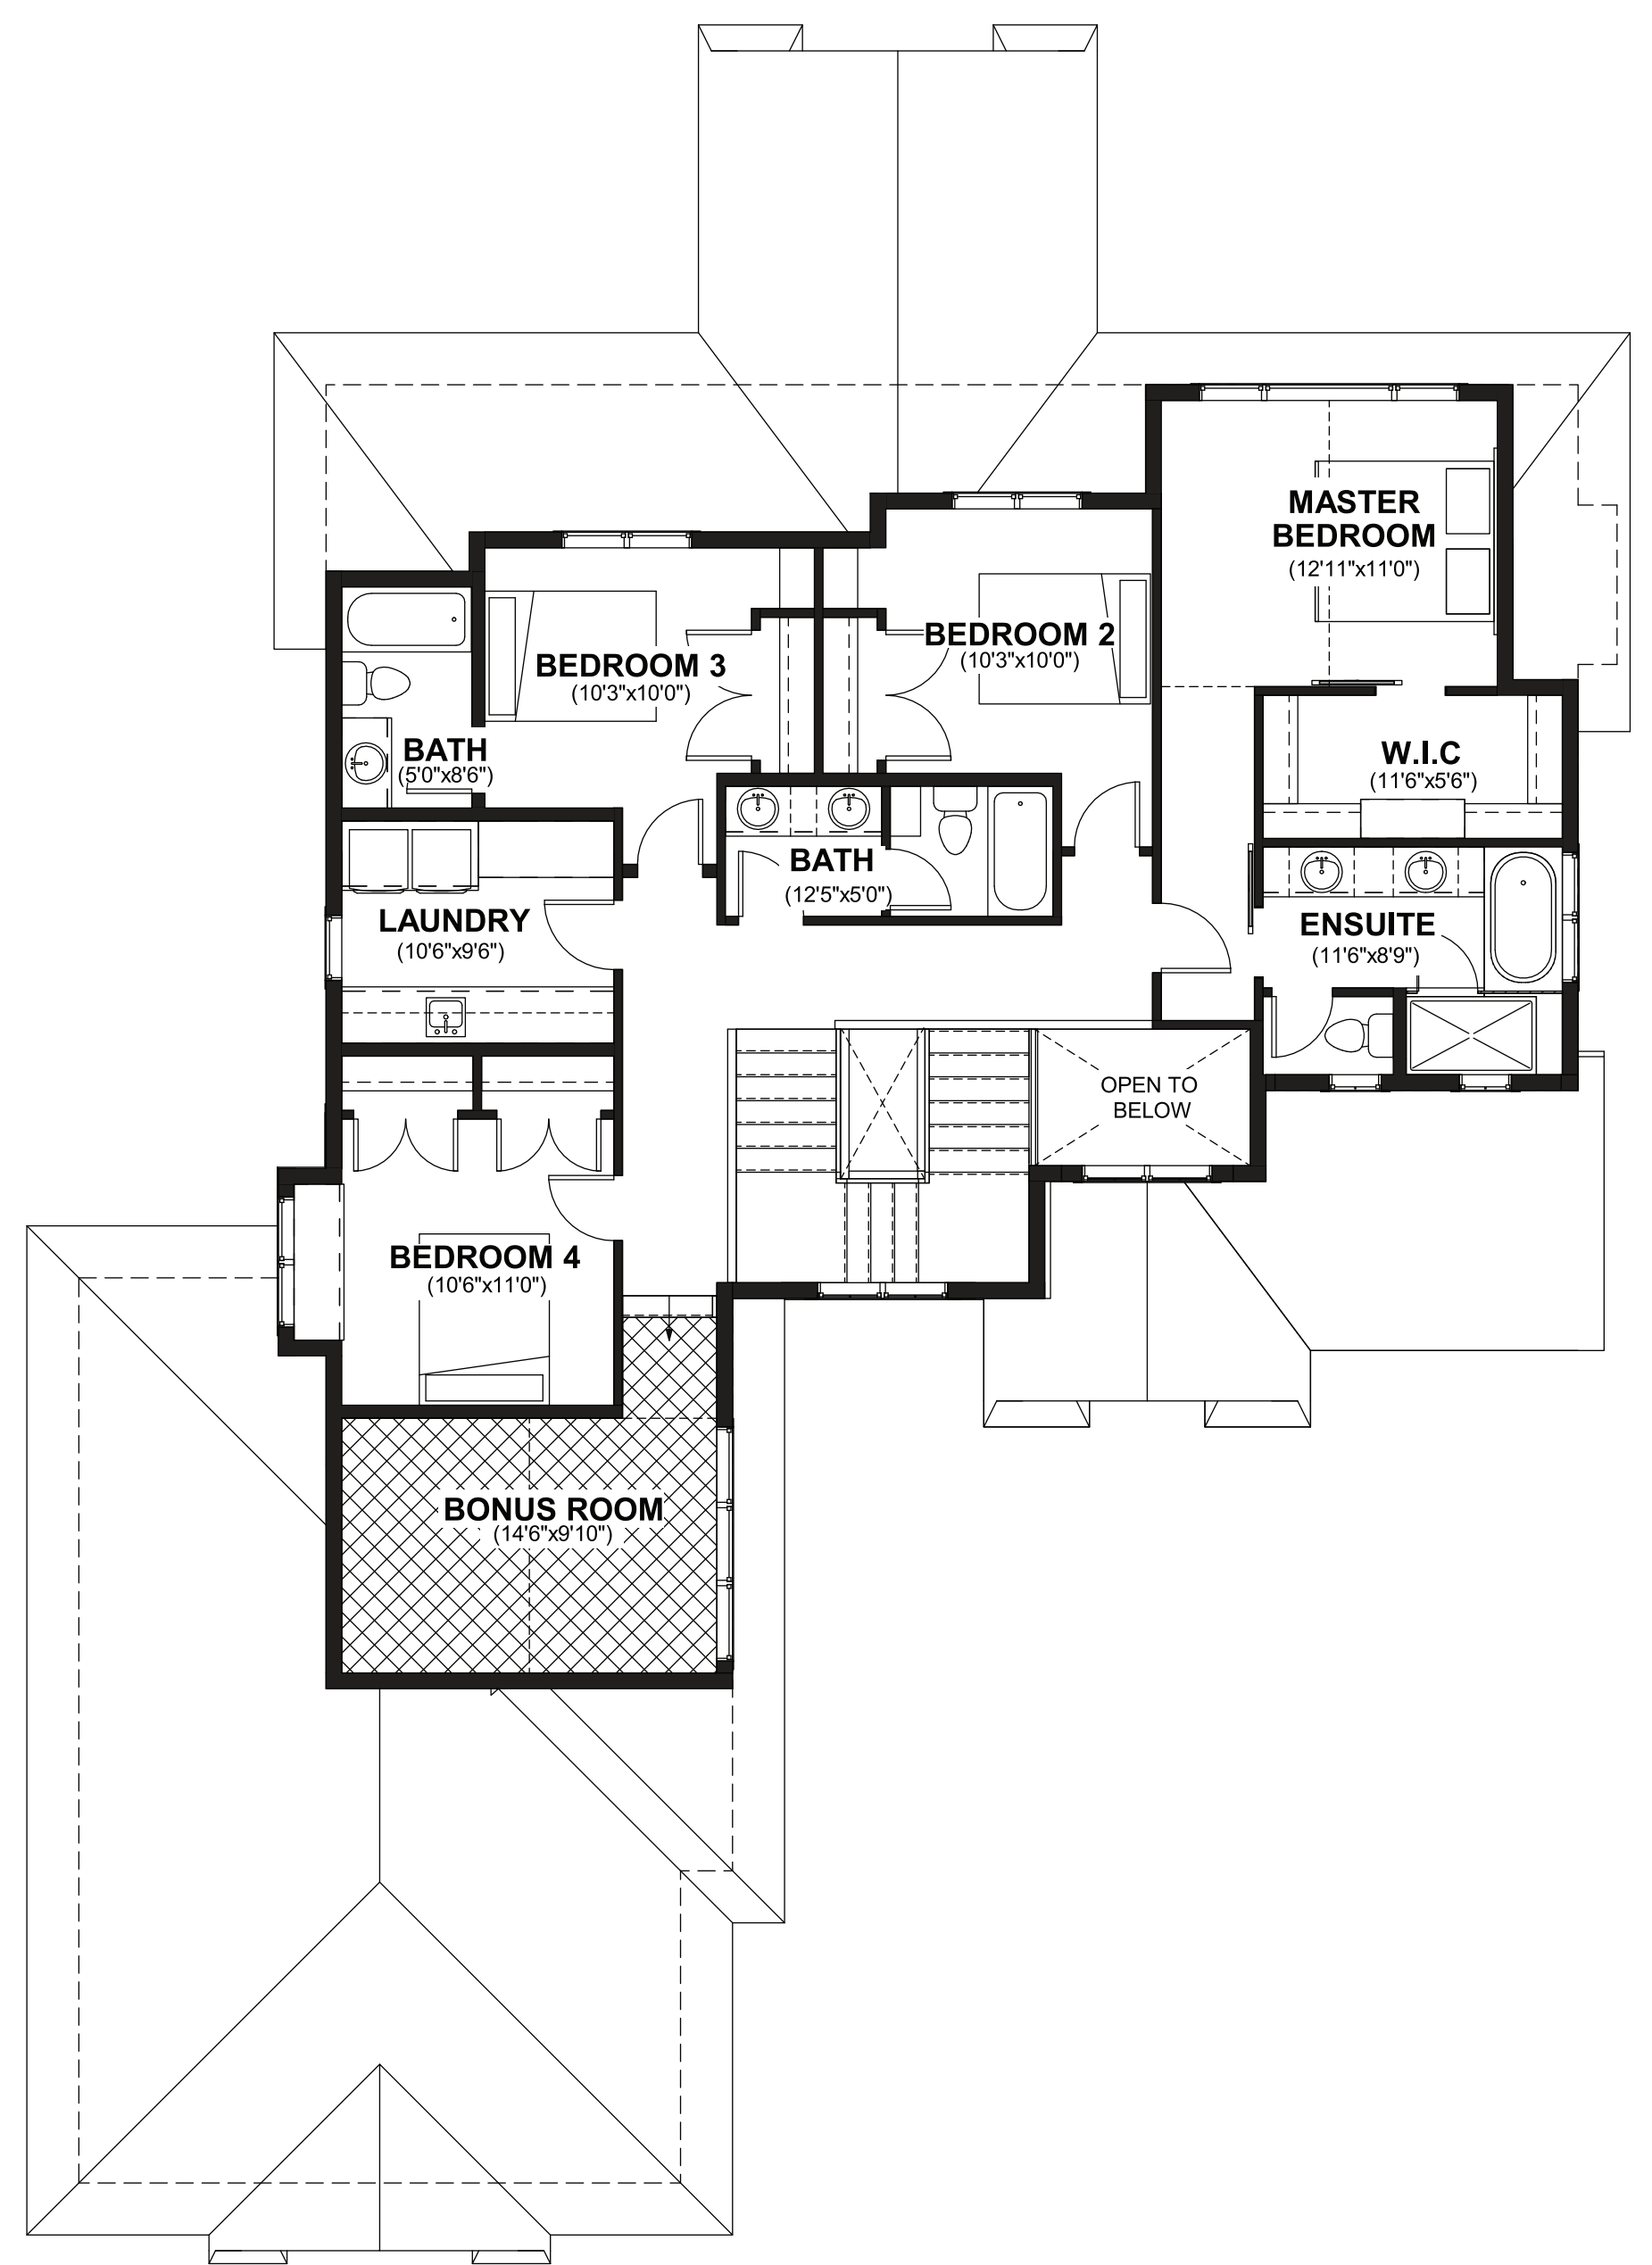 MASTER
BEDROOM
(12'11"x11'0")
BEDROOM 2
(10'3"x10'0")
BEDROOM 3
(10'3"x10'0")
BATH
(5'0"x8'6")
W.I.C
(11'6"x5'6")
BATH
(12'5"x5'0")
LAUNDRY
(10'6"x9'6")
ENSUITE
(11'6"x8'9")
OPEN TO
BELOW
BEDROOM 4
(10'6"x11'0")
BONUS ROOM
(14'6"x9'10")